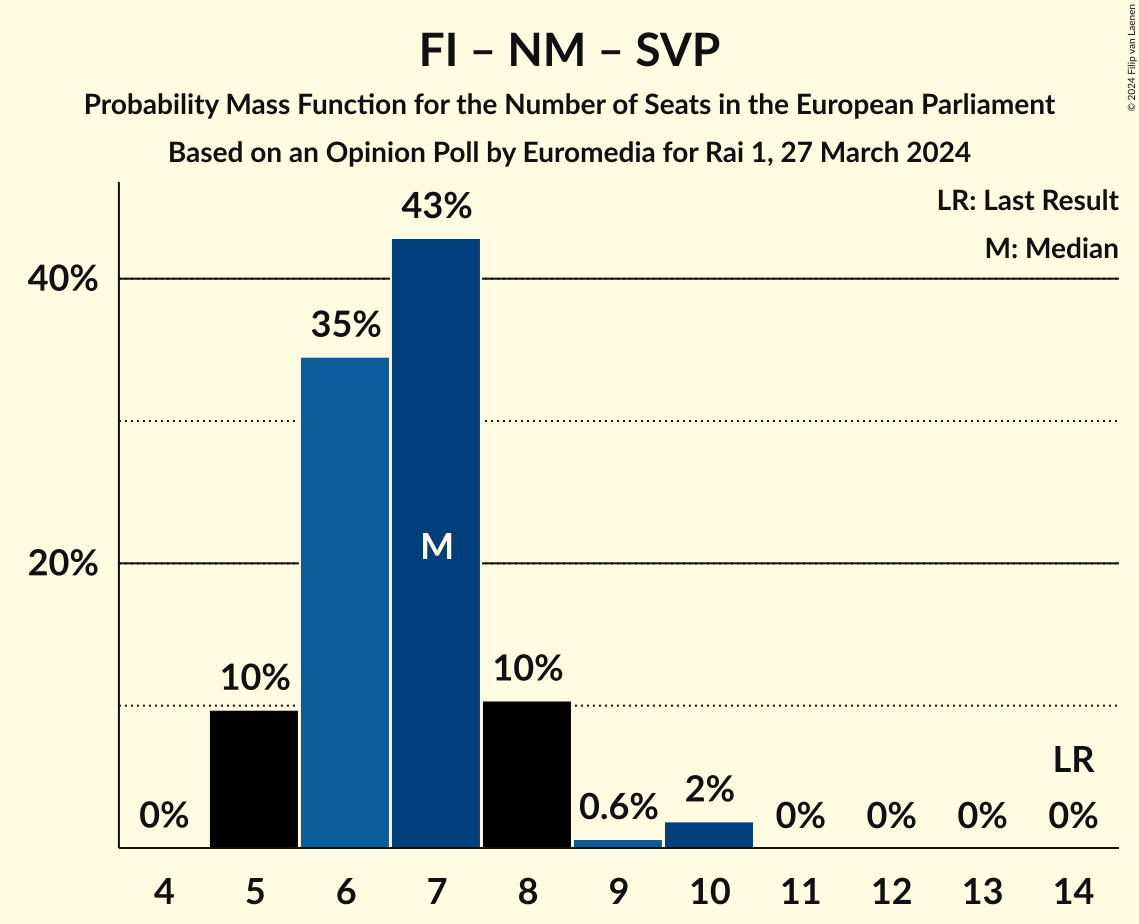 FI – NM – SVP
Probability Mass Function for the Number of Seats in the European Parliament
Based on an Opinion Poll by Euromedia for Rai 1, 27 March 2024
© 2024 Filip van Laenen
LR: Last Result
M: Median
43%
40%
35%
M
20%
10%
10%
LR
0%
0.6%
2%
0%
0%
0%
0%
4 5 6 7 8 9 10 11 12 13 14